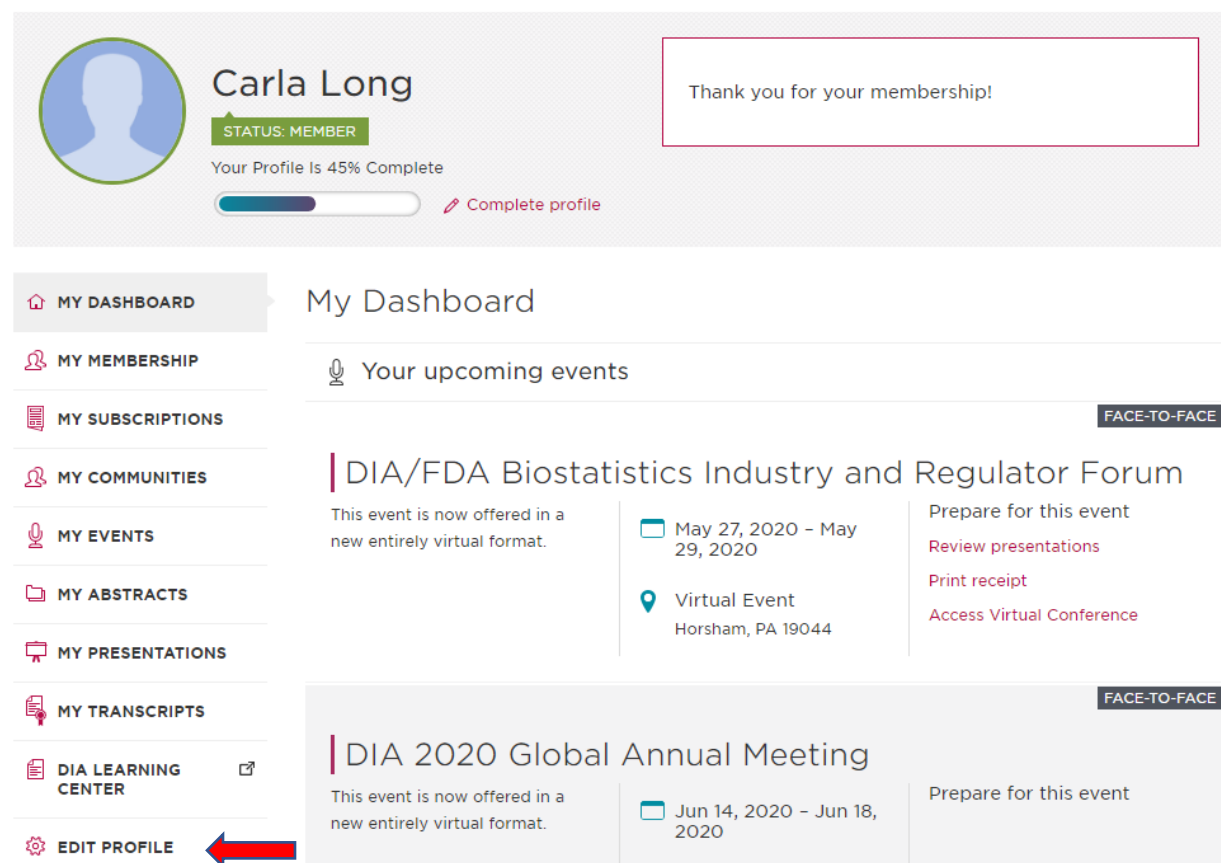 Carla Long
STATUS: MEMBER
Your Profile Is 45% Complete
Complete profile
Thank you for your membership!
MY DASHBOARD
MY MEMBERSHIP
MY SUBSCRIPTIONS
MY COMMUNITIES
MY EVENTS
MY ABSTRACTS
MY PRESENTATIONS
MY TRANSCRIPTS
DIA LEARNING
CENTER
EDIT PROFILE
My Dashboard
Your upcoming events
FACE-TO-FACE
DIA/FDA Biostatistics Industry and Regulator Forum
This event is now offered in a
new entirely virtual format.
May 27, 2020 – May
29, 2020
Virtual Event
Horsham, PA 19044
Prepare for this event
Review presentations
Print receipt
Access Virtual Conference
FACE-TO-FACE
DIA 2020 Global Annual Meeting
This event is now offered in a
new entirely virtual format.
Jun 14, 2020 – Jun 18,
2020
Prepare for this event